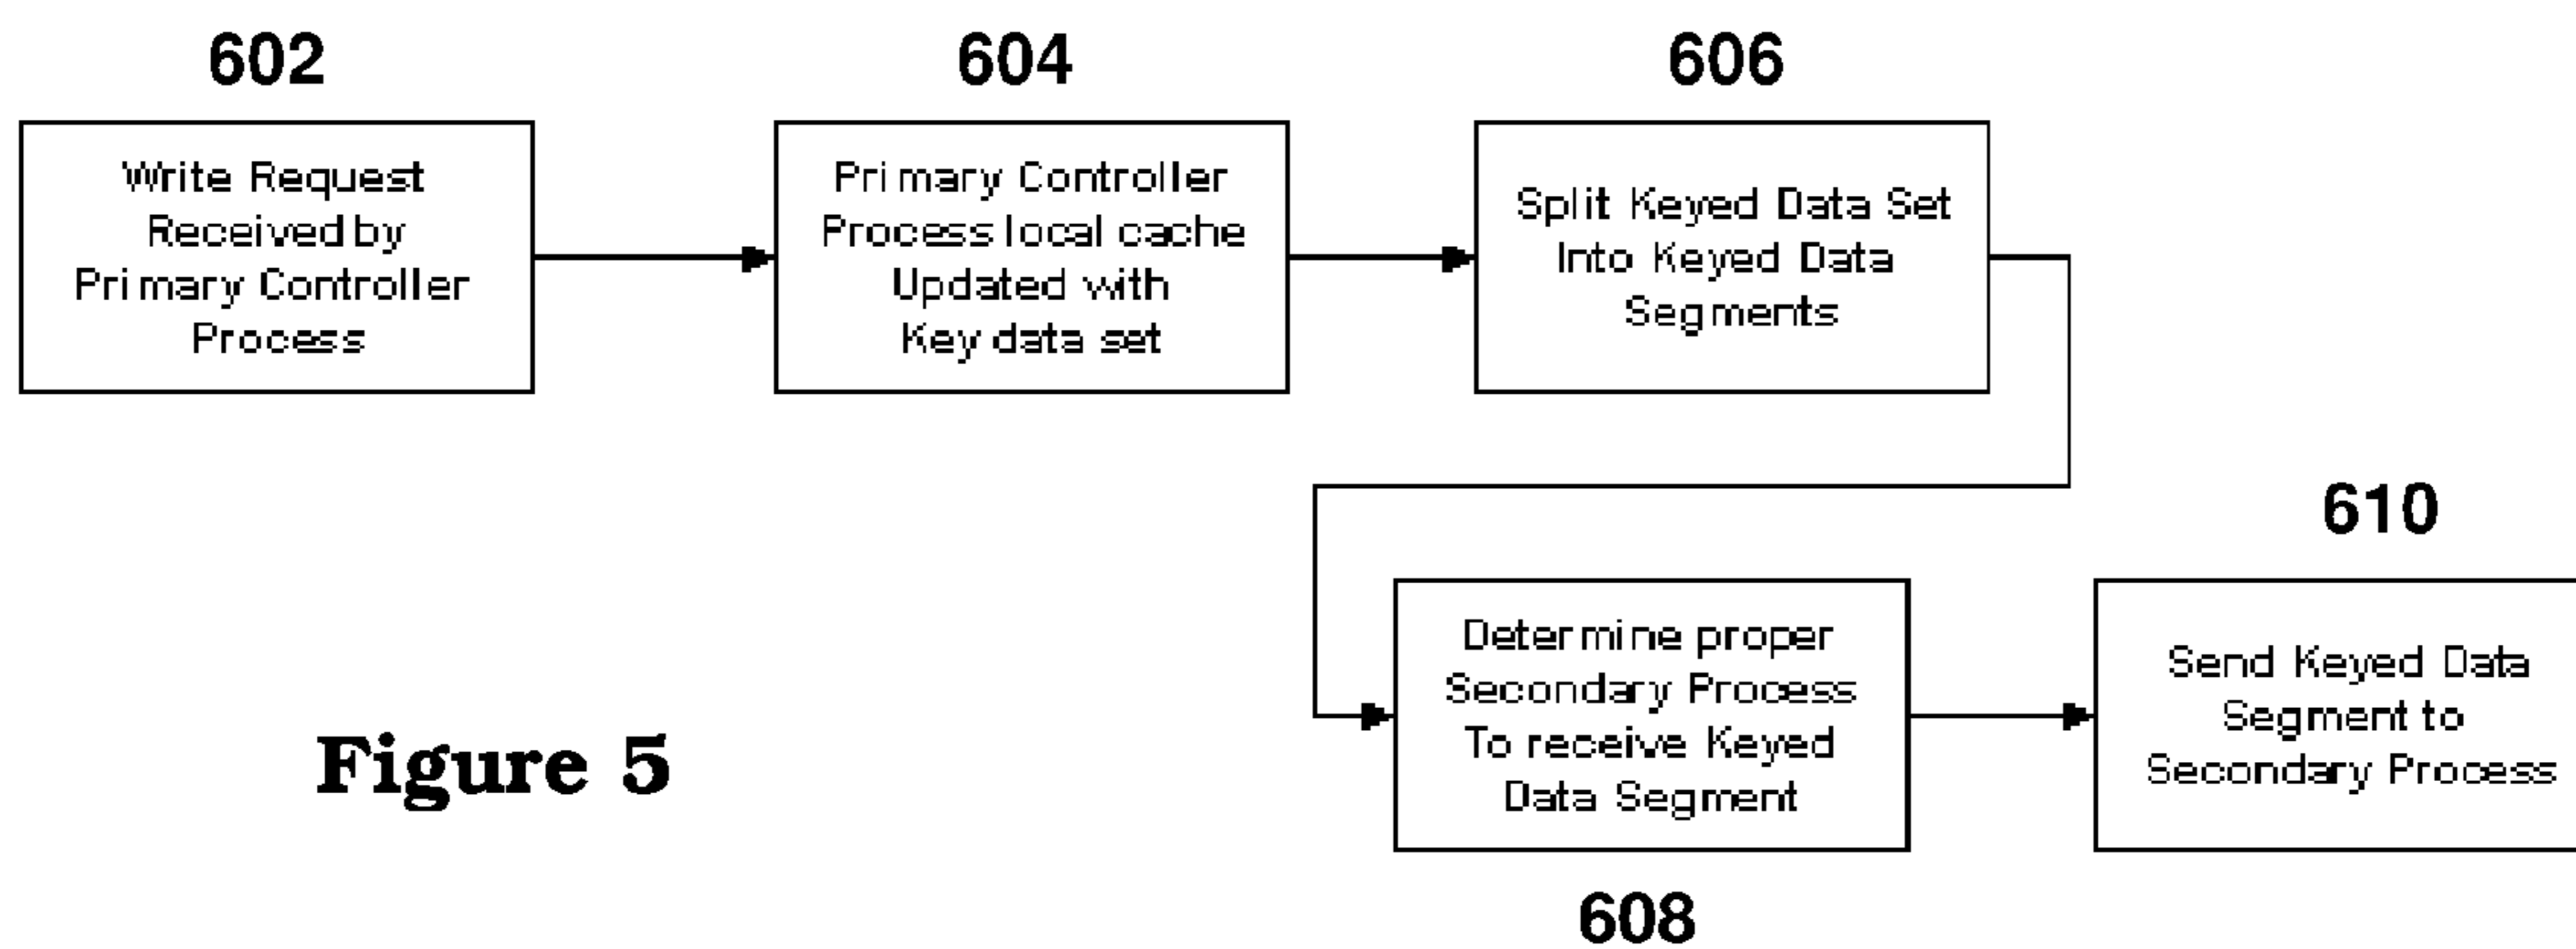 602
604
606
Write Request
Received by
Primary Controller
Process
Primary Controller
Process local cache
Updated with
Key data set
Split Keyed Data Set
Into Keyed Data
Segments
610
Determine proper
Secondary Process
To receive Keyed
Data Segment
Send Keyed Data
Segment to
Secondary Process
Figure 5
608